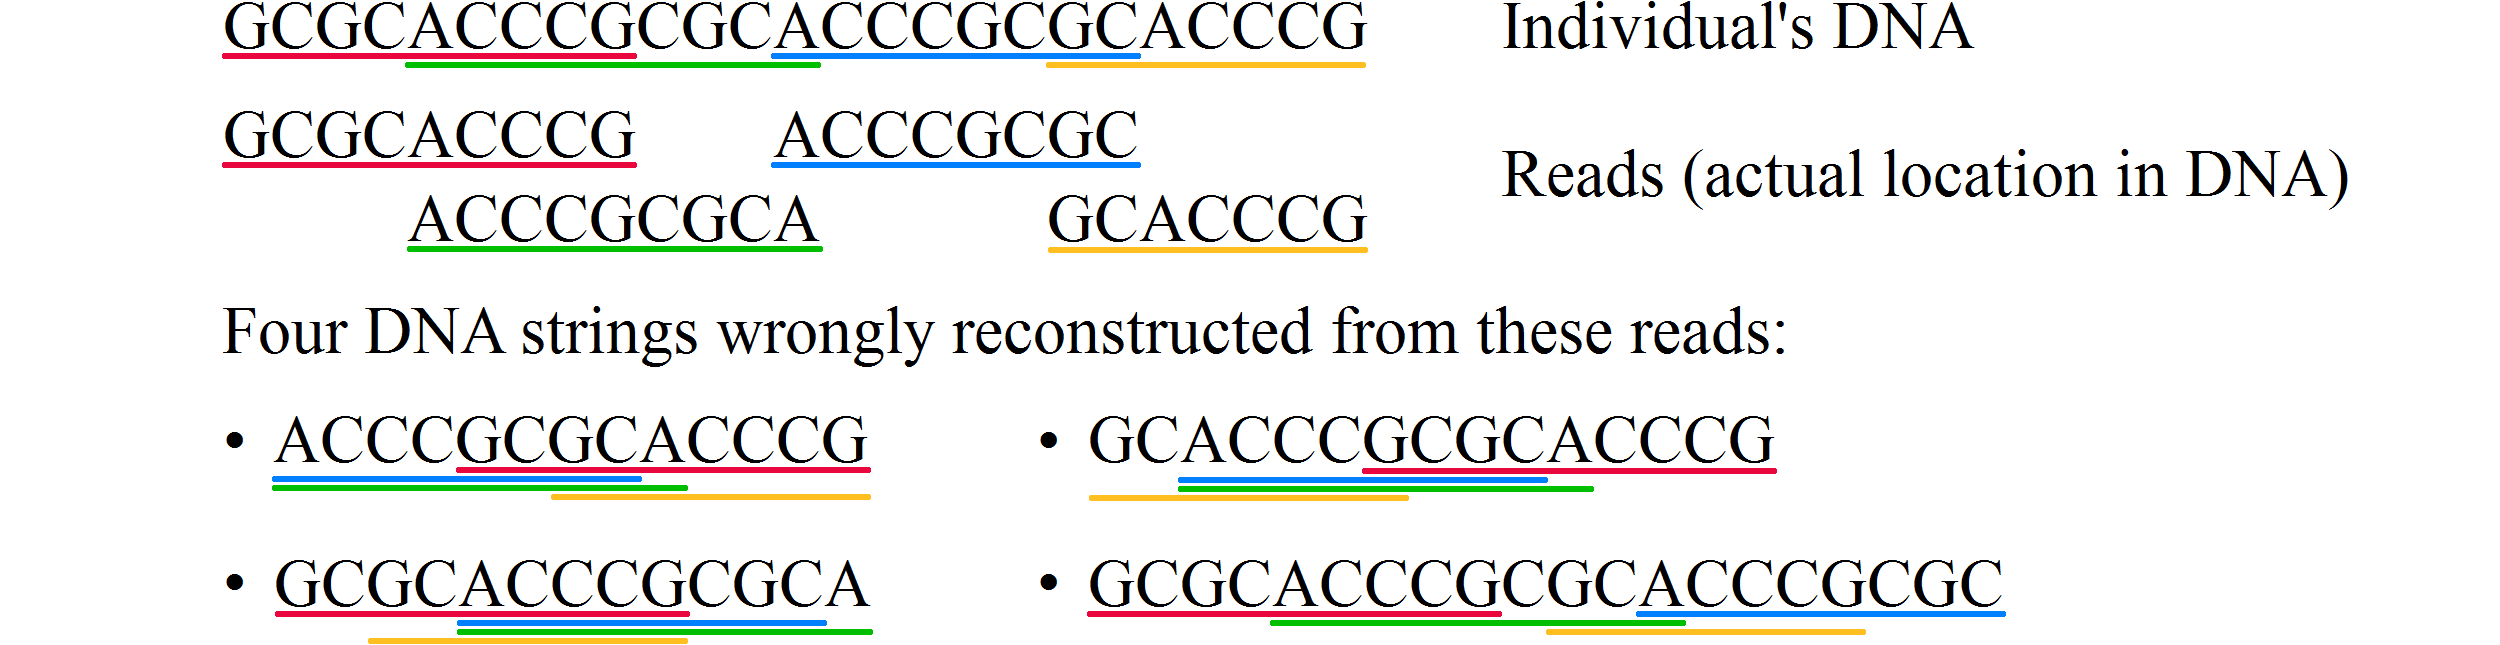 GCGCACCCGCGCACCCGCGCACCCG Individual's DNA
GCGCACCCG ACCCGCGC
Reads (actual location in DNA)
ACCCGCGCA GCACCCG
Four DNA strings wrongly reconstructed from these reads:
• ACCCGCGCACCCG • GCACCCGCGCACCCG
• GCGCACCCGCGCA • GCGCACCCGCGCACCCGCGC